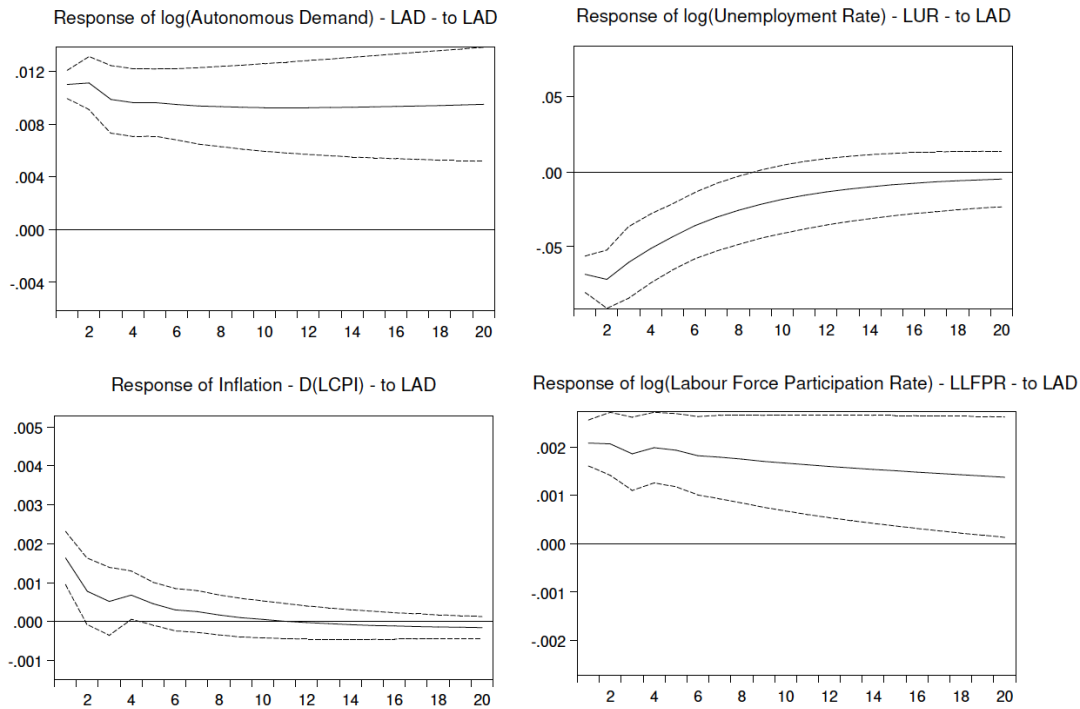 Response of log(Autonomous Demand) - LAD - to LAD
.012
.008
.004
.000
-.004
2 4 6 8 10 12 14 16 18 20
Response of log(Unemployment Rate) - LUR - to LAD
.05
.00
-.05
2 4 6 8 10 12 14 16 18 20
Response of Inflation - D(LCPI) - to LAD
.005
.004
.003
.002
.001
.000
-.001
2 4 6 8 10 12 14 16 18 20
Response of log(Labour Force Participation Rate) - LLFPR - to LAD
.002
.001
.000
-.001
-.002
2 4 6 8 10 12 14 16 18 20